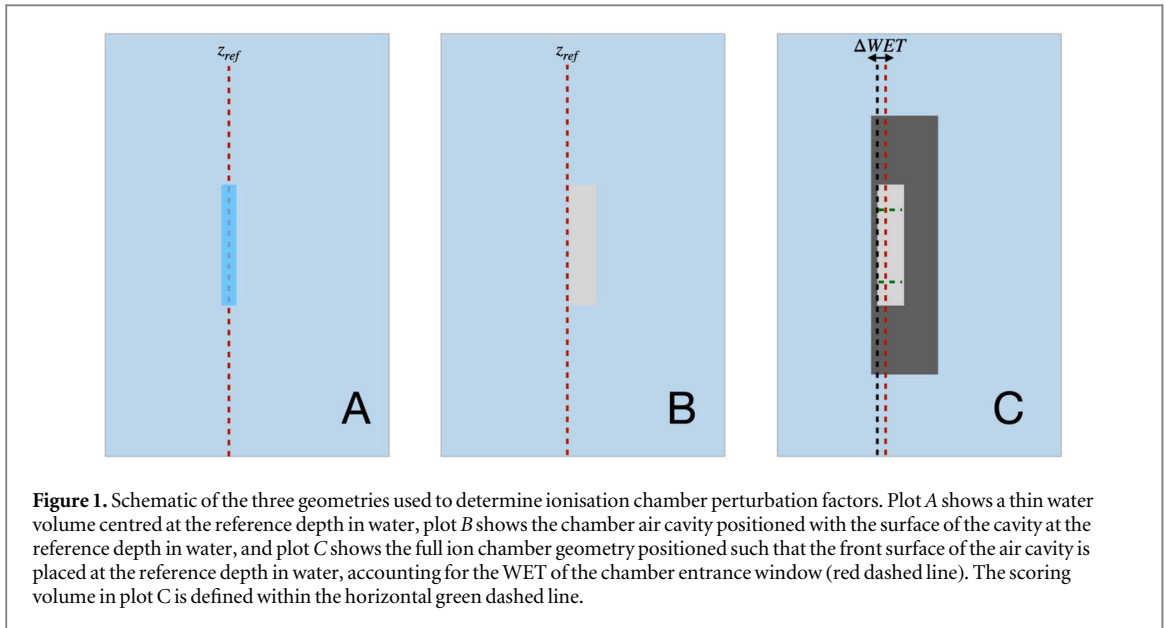 z_ref
z_ref
ΔWET
A
B
C
Figure 1. Schematic of the three geometries used to determine ionisation chamber perturbation factors. Plot A shows a thin water
volume centred at the reference depth in water, plot B shows the chamber air cavity positioned with the surface of the cavity at the
reference depth in water, and plot C shows the full ion chamber geometry positioned such that the front surface of the air cavity is
placed at the reference depth in water, accounting for the WET of the chamber entrance window (red dashed line). The scoring
volume in plot C is defined within the horizontal green dashed line.